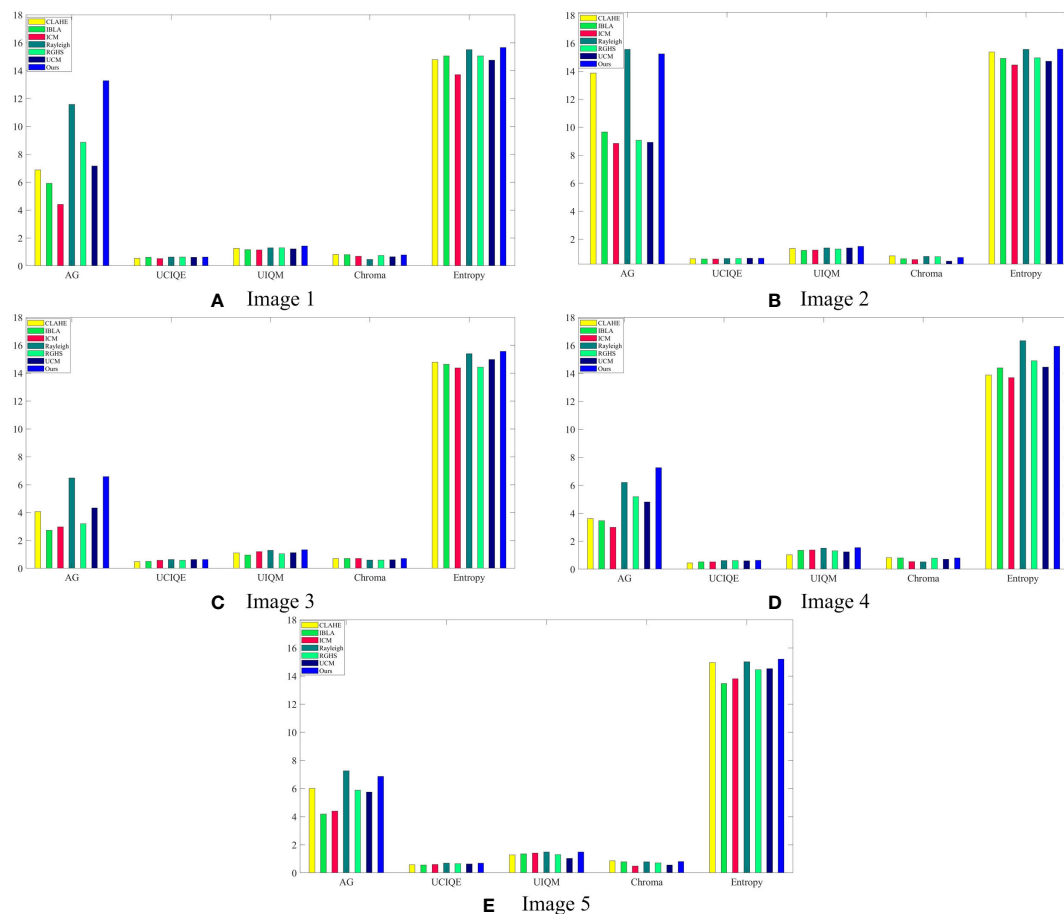 18
16
14
12
10
8
6
4
2
0
CLAHE
IBLA
ICM
Rayleigh
RGHS
UCM
Ours
AG UCIQE UIQM Chroma Entropy
A Image 1
18
16
14
12
10
8
6
4
2
CLAHE
IBLA
ICM
Rayleigh
RGHS
UCM
Ours
AG UCIQE UIQM Chroma Entropy
B Image 2
18
16
14
12
10
8
6
4
2
0
CLAHE
IBLA
ICM
Rayleigh
RGHS
UCM
Ours
AG UCIQE UIQM Chroma Entropy
C Image 3
18
16
14
12
10
8
6
4
2
0
CLAHE
IBLA
ICM
Rayleigh
RGHS
UCM
Ours
AG UCIQE UIQM Chroma Entropy
D Image 4
18
16
14
12
10
8
6
4
2
0
CLAHE
IBLA
ICM
Rayleigh
RGHS
UCM
Ours
AG UCIQE UIQM Chroma Entropy
E Image 5